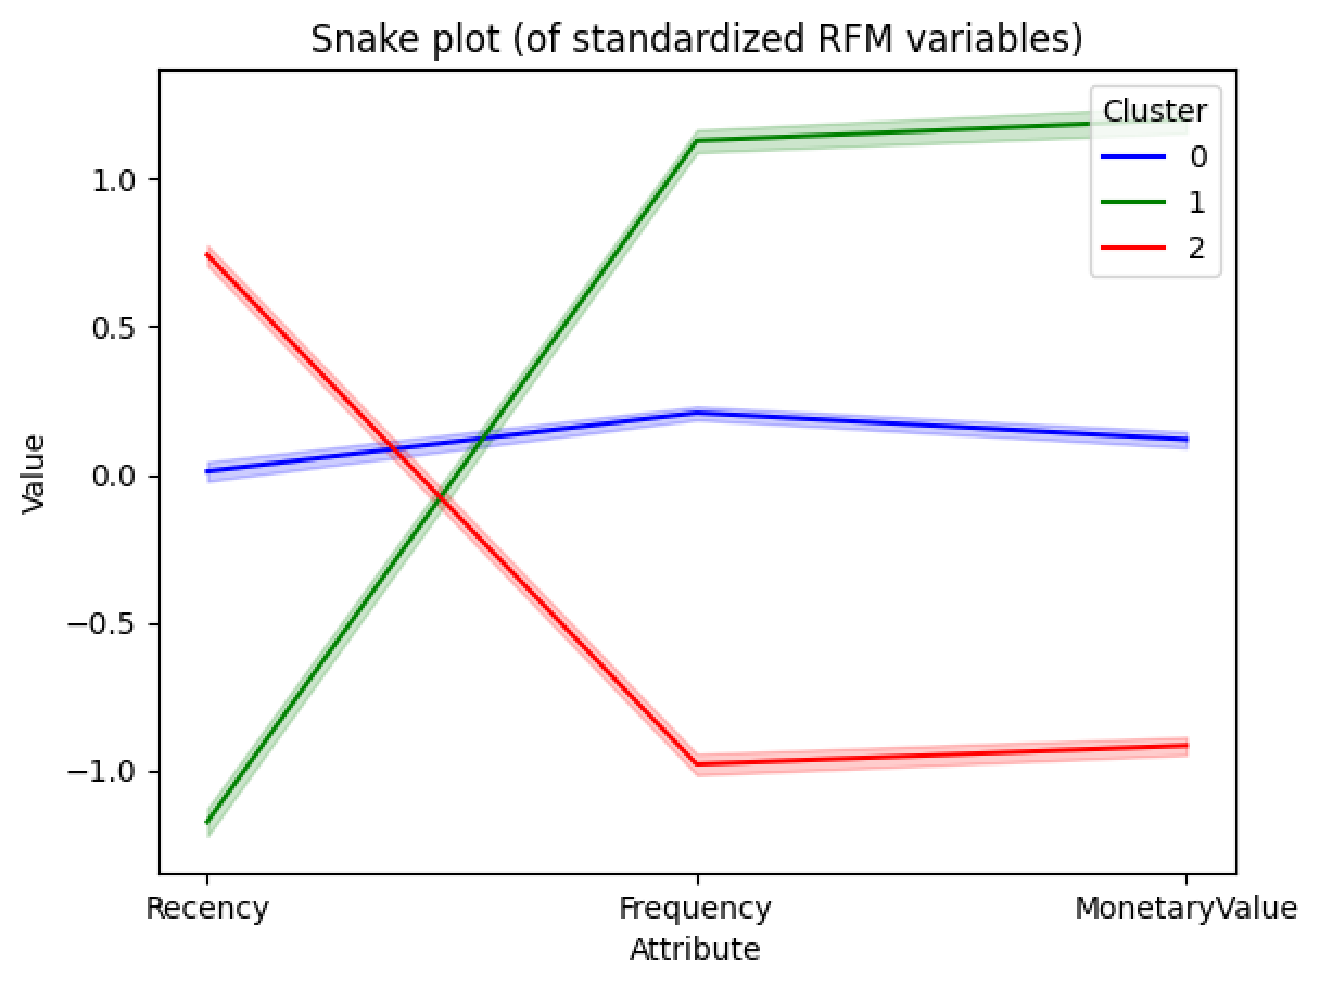 Snake plot (of standardized RFM variables)
Cluster
0
1
2
1.0
0.5
0.0
−0.5
−1.0
Value
Recency
Frequency
MonetaryValue
Attribute